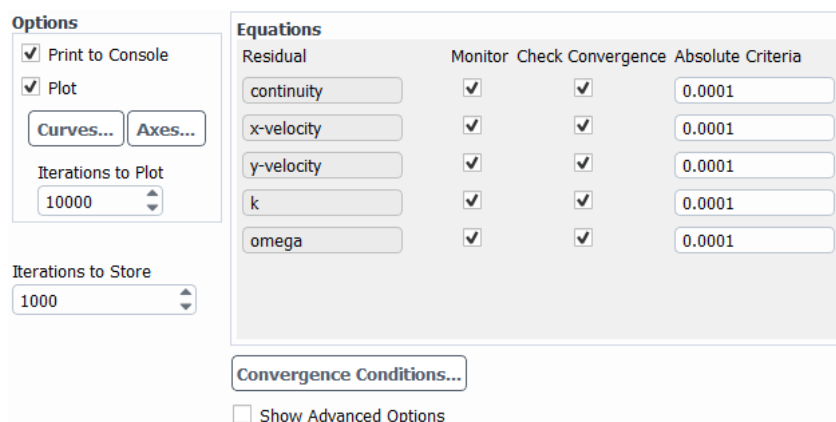 Options
Print to Console
Plot
Curves... Axes...
Iterations to Plot
10000
Iterations to Store
1000
Equations
Residual Monitor Check Convergence Absolute Criteria
continuity 0.0001
x-velocity 0.0001
y-velocity 0.0001
k 0.0001
omega 0.0001
Convergence Conditions...
Show Advanced Options